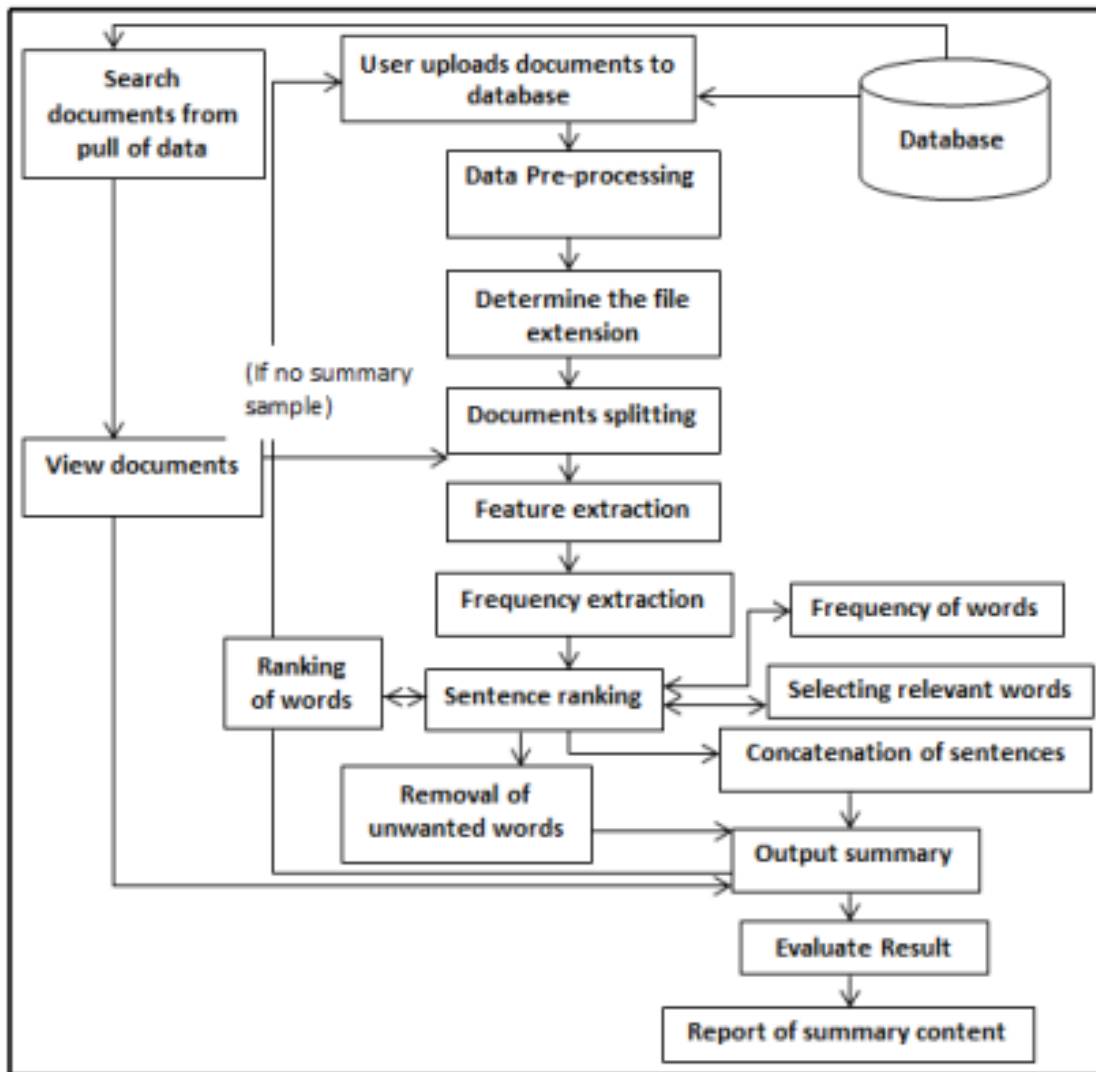 Search
documents from
pull of data
User uploads documents to
database
Database
Data Pre-processing
Determine the file
extension
(If no summary
sample)
Documents splitting
View documents
Feature extraction
Frequency extraction
Frequency of words
Ranking
of words
Sentence ranking
Selecting relevant words
Concatenation of sentences
Removal of
unwanted words
Output summary
Evaluate Result
Report of summary content